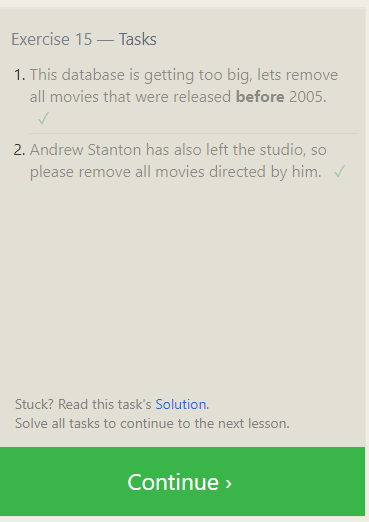 Exercise 15 — Tasks
1. This database is getting too big, lets remove
all movies that were released before 2005.
✓
2. Andrew Stanton has also left the studio, so
please remove all movies directed by him. ✓
Stuck? Read this task's Solution.
Solve all tasks to continue to the next lesson.
Continue ›